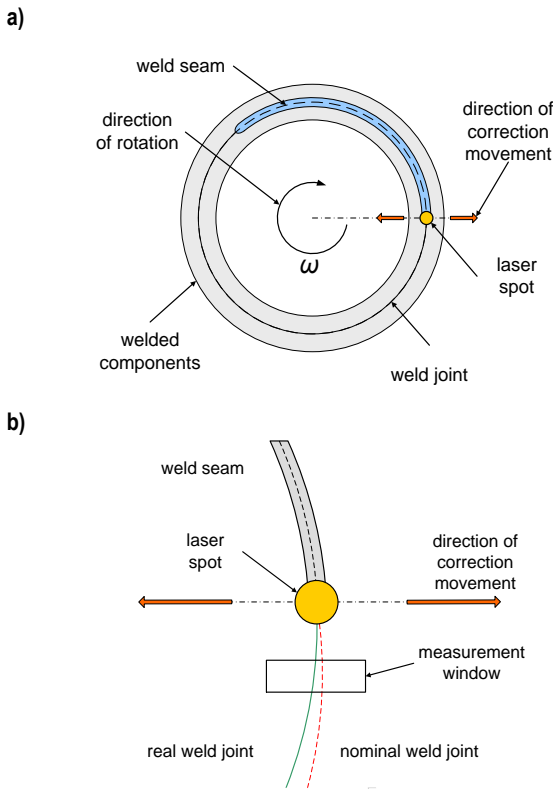 a)
weld seam
direction
of rotation
direction of
correction
movement
ω
laser
spot
welded
components
weld joint
b)
weld seam
laser
spot
direction of
correction
movement
measurement
window
real weld joint
nominal weld joint